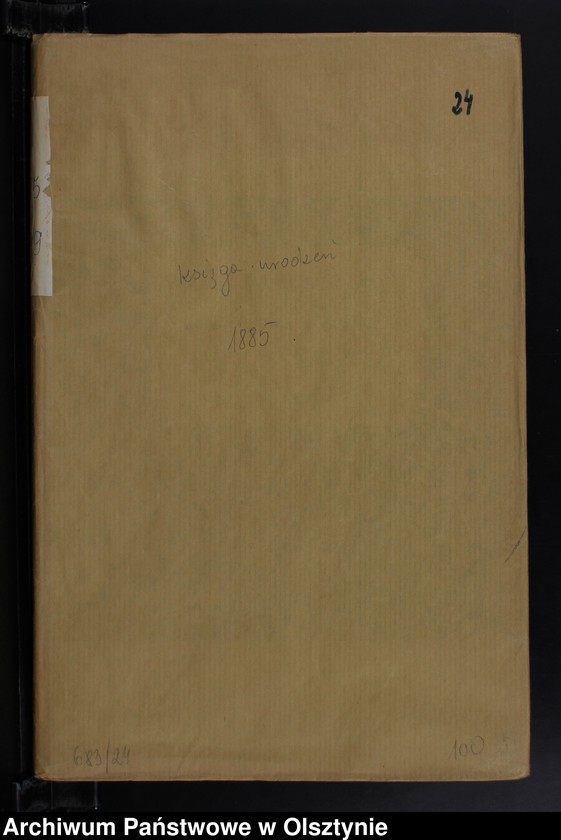 24
księga urodzeń
1885.
683/24
100
Archiwum Państwowe w Olsztynie